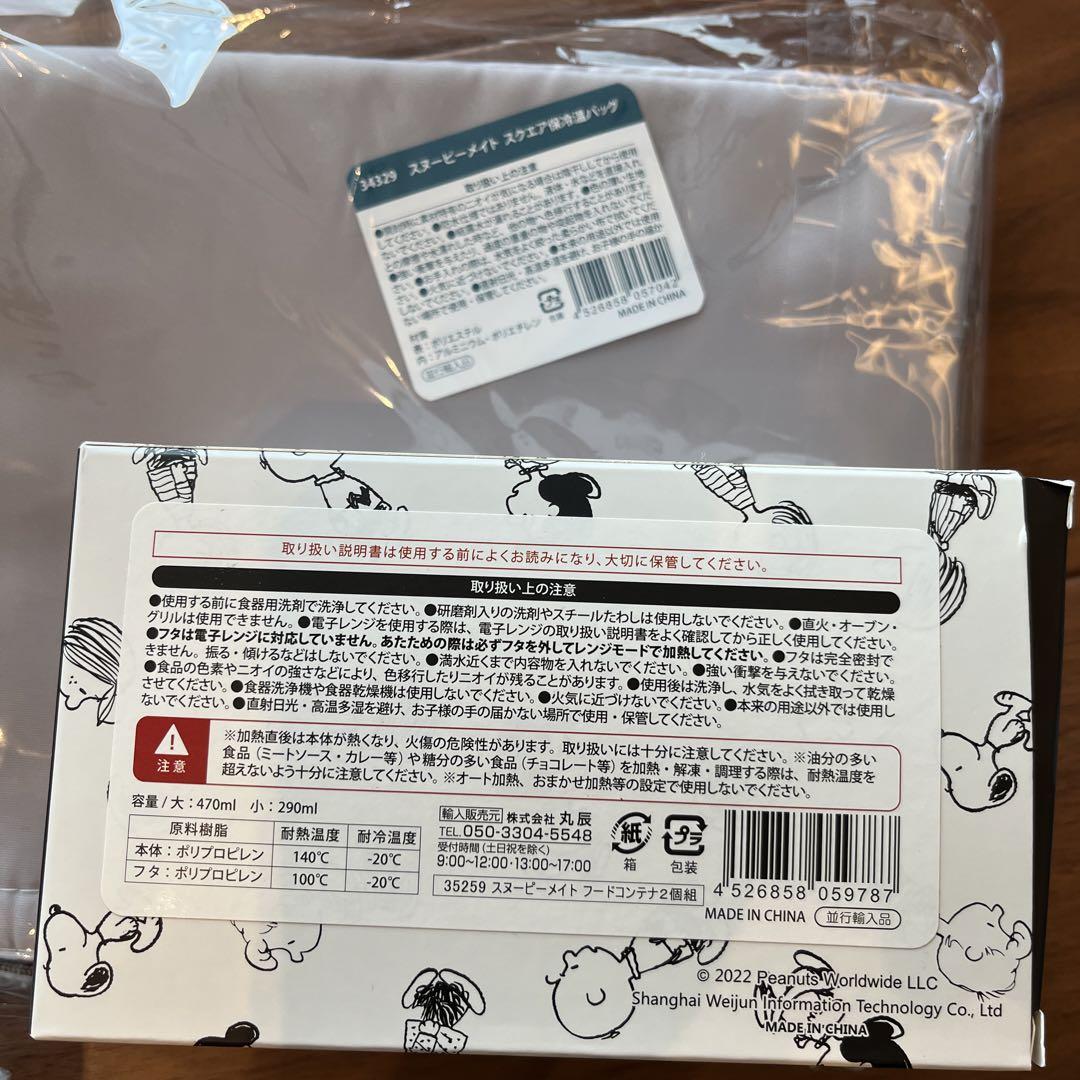 34329 スヌーピーメイト スクエア保冷温バッグ
取り扱い上の注意
材質
表：ポリエステル
内：アルミニウム・ポリエチレン
並行輸入品
包装
4 526858 057042
MADE IN CHINA
取り扱い説明書は使用する前によくお読みになり、大切に保管してください。
取り扱い上の注意
●使用する前に食器用洗剤で洗浄してください。●研磨剤入りの洗剤やスチールたわしは使用しないでください。●直火・オーブン・
グリルは使用できません。●電子レンジを使用する際は、電子レンジの取り扱い説明書をよく確認してから正しく使用してください。
●フタは電子レンジに対応していません。あたための際は必ずフタを外してレンジモードで加熱してください。●フタは完全密封で
きません。振る・傾けるなどはしないでください。●満水近くまで内容物を入れないでください。●強い衝撃を与えないでください。
●食品の色素やニオイの強さなどにより、色移行したりニオイが残ることがあります。●使用後は洗浄し、水気をよく拭き取って乾燥
させてください。●食器洗浄機や食器乾燥機は使用しないでください。●火気に近づけないでください。●本来の用途以外では使用し
ないでください。●直射日光・高温多湿を避け、お子様の手の届かない場所で使用・保管してください。
注意
※加熱直後は本体が熱くなり、火傷の危険性があります。取り扱いには十分に注意してください。※油分の多い
食品（ミートソース・カレー等）や糖分の多い食品（チョコレート等）を加熱・解凍・調理する際は、耐熱温度を
超えないよう十分に注意してください。※オート加熱、おまかせ加熱等の設定で使用しないでください。
容量 / 大：470ml 小：290ml
原料樹脂 耐熱温度 耐冷温度
本体：ポリプロピレン 140℃ -20℃
フタ：ポリプロピレン 100℃ -20℃
輸入販売元 株式会社 丸辰
TEL.050-3304-5548
受付時間（土日祝を除く）
9:00~12:00・13:00~17:00
35259 スヌーピーメイト フードコンテナ2個組
紙
箱
プラ
包装
4 526858 059787
MADE IN CHINA
並行輸入品
© 2022 Peanuts Worldwide LLC
Shanghai Weijun Information Technology Co., Ltd
MADE IN CHINA